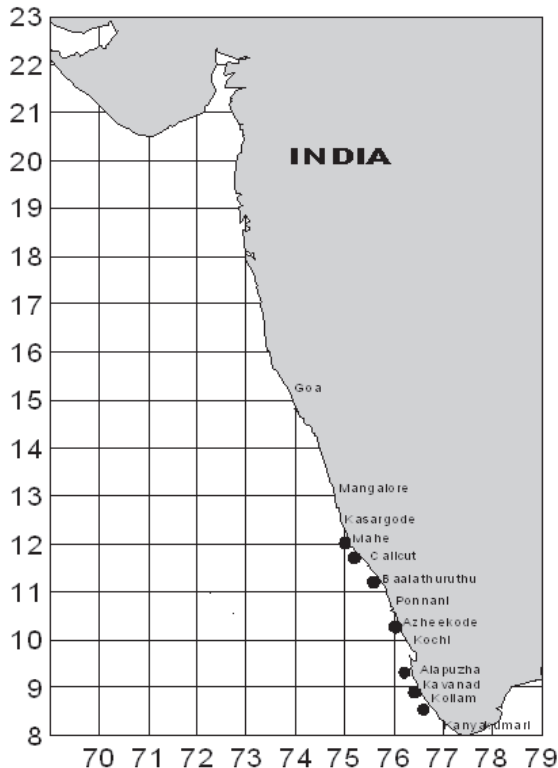 23
22
21
20
19
18
17
16
15
14
13
12
11
10
9
8
INDIA
Goa
Mangalore
Kasargode
Mahe
Calicut
Baalathuruthu
Ponnani
Azheekode
Kochi
Alapuzha
Kavanad
Kollam
Kanyakumari
70 71 72 73 74 75 76 77 78 79